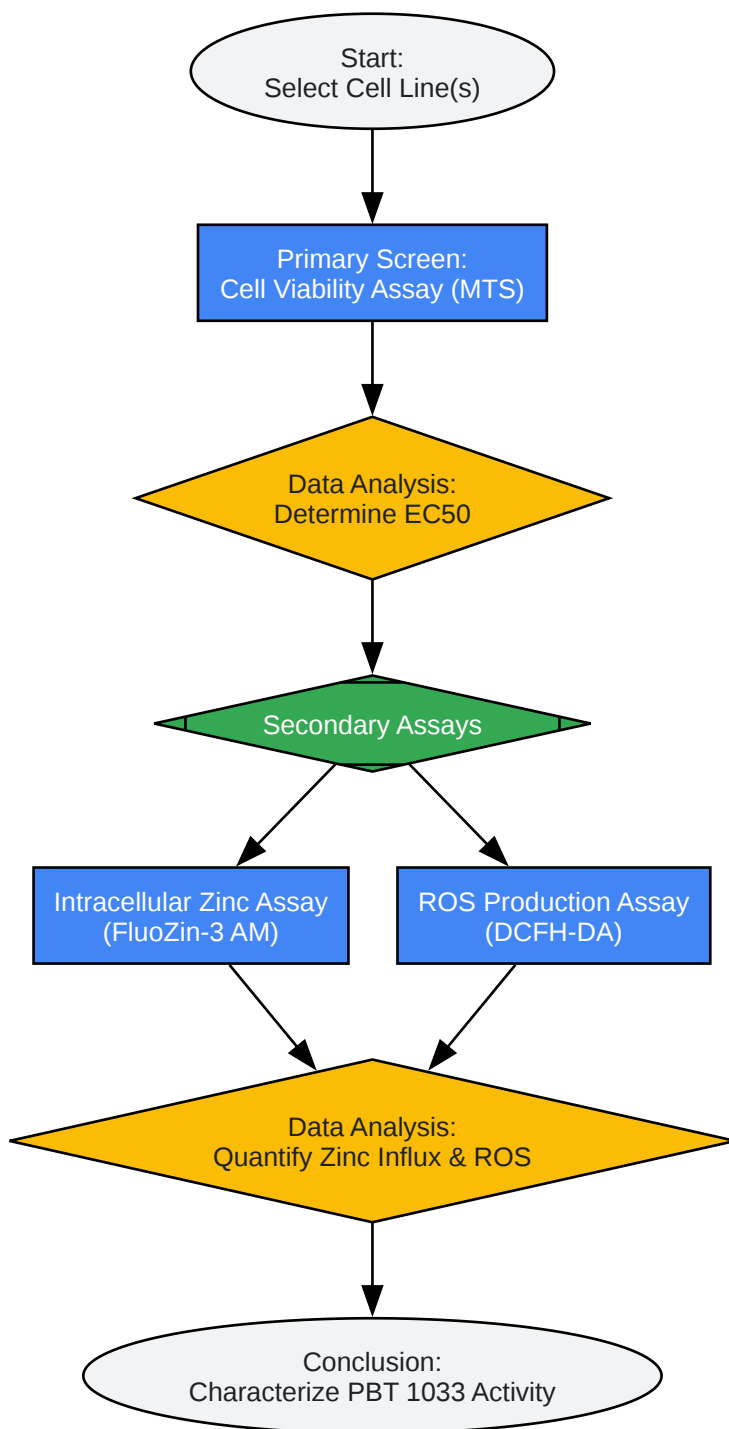 Start:
Select Cell Line(s)
Primary Screen:
Cell Viability Assay (MTS)
Data Analysis:
Determine EC50
Secondary Assays
Intracellular Zinc Assay
(FluoZin-3 AM)
ROS Production Assay
(DCFH-DA)
Data Analysis:
Quantify Zinc Influx & ROS
Conclusion:
Characterize PBT 1033 Activity